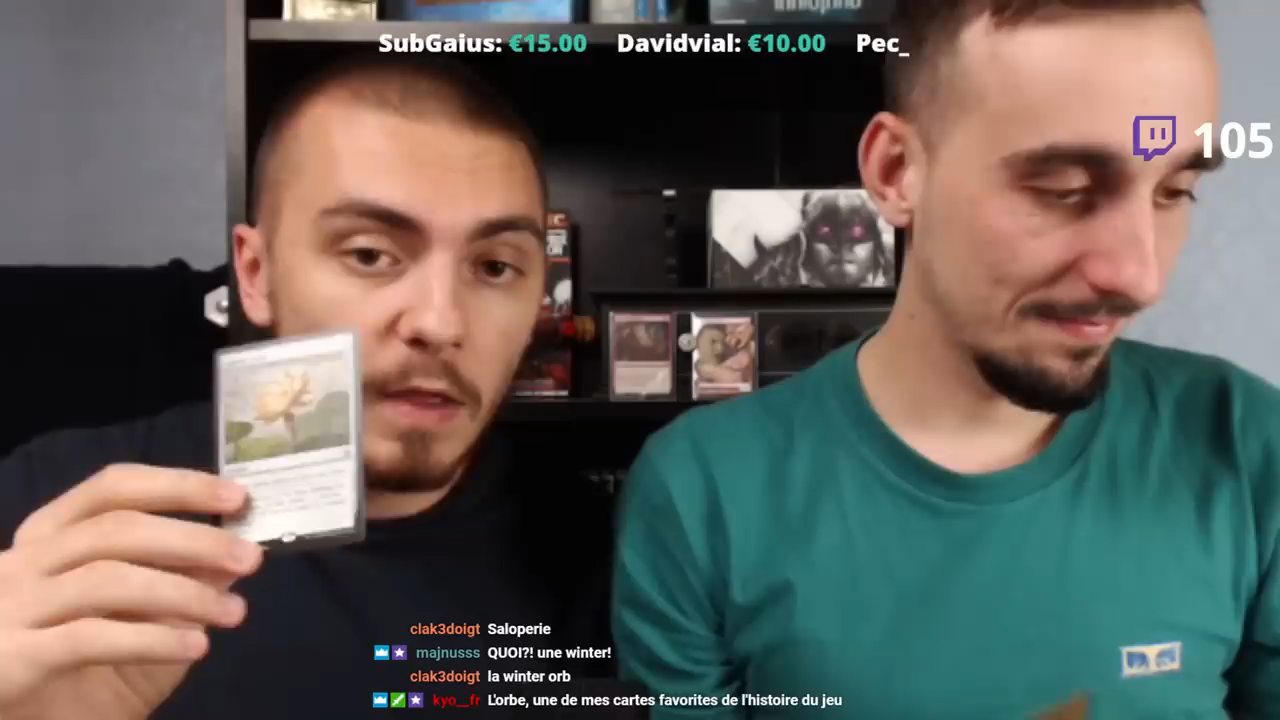 SubGaius: €15.00 Davidvial: €10.00 Pec_
105
clak3doigt Saloperie
majnusss QUOI?! une winter!
clak3doigt la winter orb
kyo__fr L'orbe, une de mes cartes favorites de l'histoire du jeu